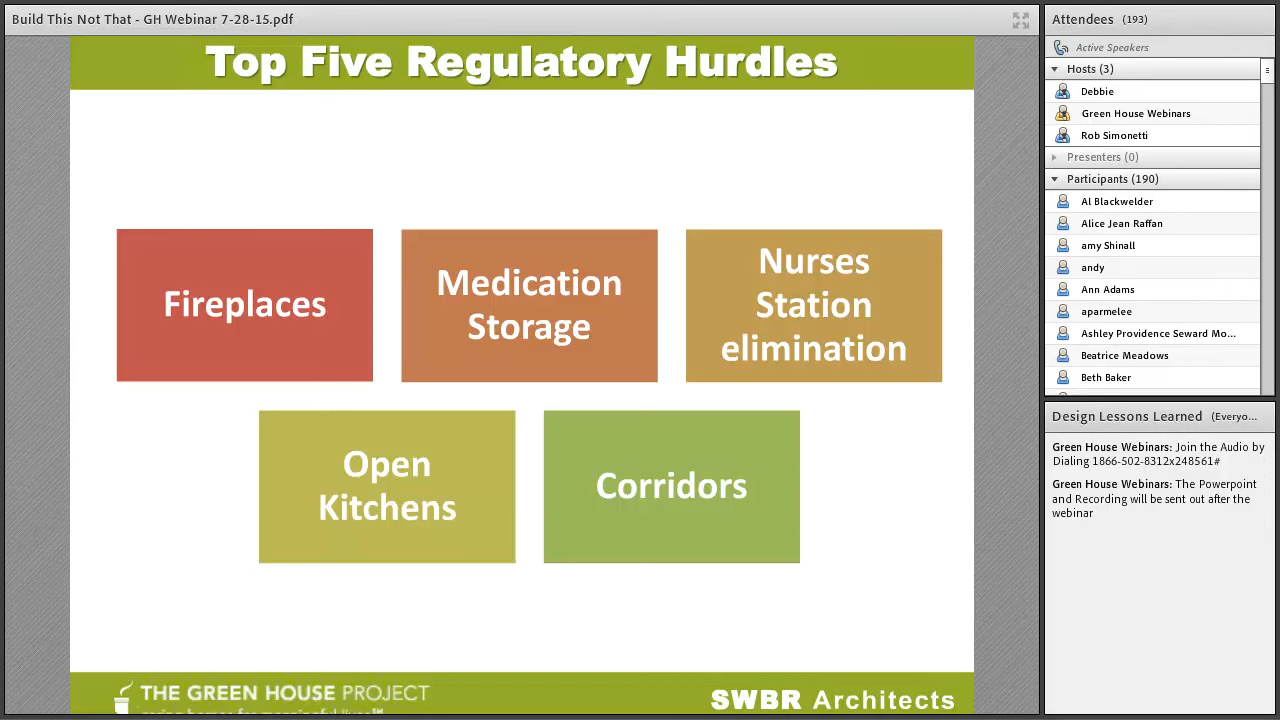 Build This Not That - GH Webinar 7-28-15.pdf
Top Five Regulatory Hurdles
Fireplaces
Medication
Storage
Nurses
Station
elimination
Open
Kitchens
Corridors
THE GREEN HOUSE PROJECT
SWBR Architects
Attendees (193)
Active Speakers
Hosts (3)
Debbie
Green House Webinars
Rob Simonetti
Presenters (0)
Participants (190)
Al Blackwelder
Alice Jean Raffan
amy Shinall
andy
Ann Adams
aparmelee
Ashley Providence Seward Mo...
Beatrice Meadows
Beth Baker
Design Lessons Learned (Everyo...
Green House Webinars: Join the Audio by
Dialing 1866-502-8312x248561#
Green House Webinars: The Powerpoint
and Recording will be sent out after the
webinar